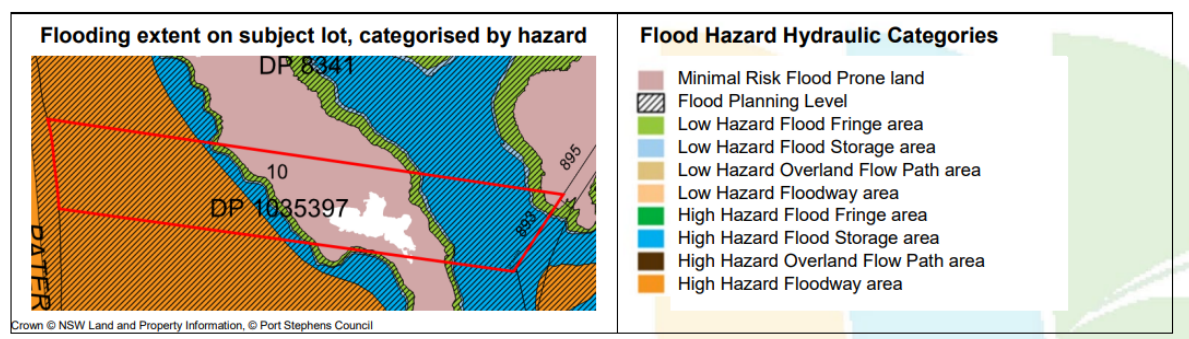 Flooding extent on subject lot, categorised by hazard
DP 8341
10
DP 1035397
895
893
PATER
Crown © NSW Land and Property Information, © Port Stephens Council
Flood Hazard Hydraulic Categories
Minimal Risk Flood Prone land
Flood Planning Level
Low Hazard Flood Fringe area
Low Hazard Flood Storage area
Low Hazard Overland Flow Path area
Low Hazard Floodway area
High Hazard Flood Fringe area
High Hazard Flood Storage area
High Hazard Overland Flow Path area
High Hazard Floodway area